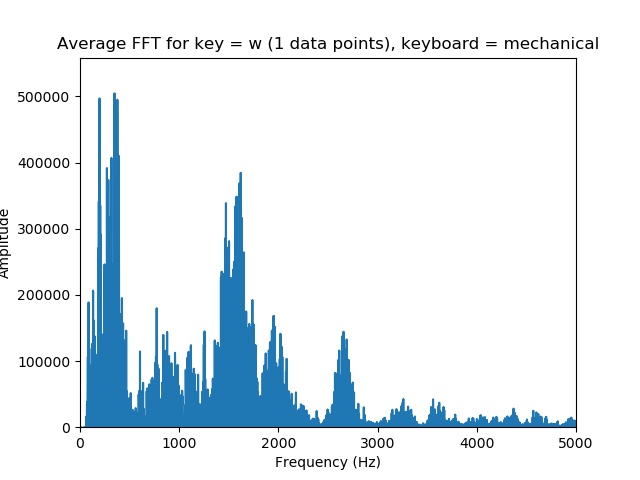 Average FFT for key = w (1 data points), keyboard = mechanical
500000
400000
300000
200000
100000
0
Amplitude
0 1000 2000 3000 4000 5000
Frequency (Hz)